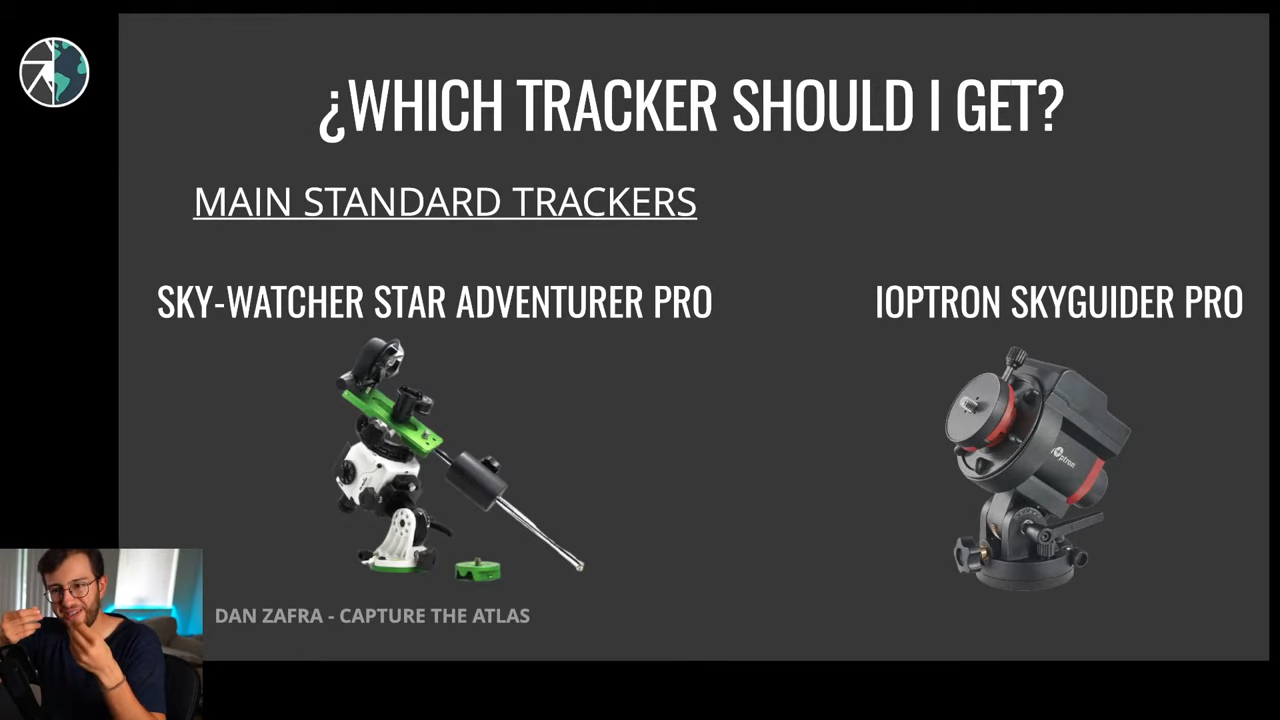 ¿WHICH TRACKER SHOULD I GET?
MAIN STANDARD TRACKERS
SKY-WATCHER STAR ADVENTURER PRO
IOPTRON SKYGUIDER PRO
iOptron
DAN ZAFRA - CAPTURE THE ATLAS